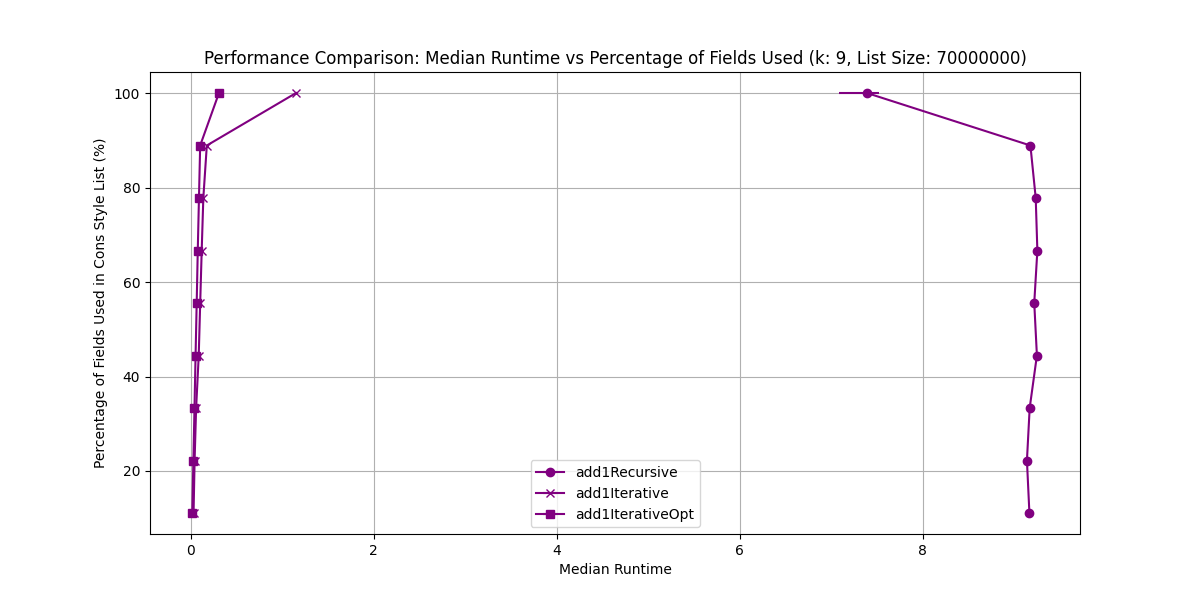 Performance Comparison: Median Runtime vs Percentage of Fields Used (k: 9, List Size: 70000000)
Percentage of Fields Used in Cons Style List (%)
100
80
60
40
20
add1Recursive
add1Iterative
add1IterativeOpt
0 2 4 6 8
Median Runtime